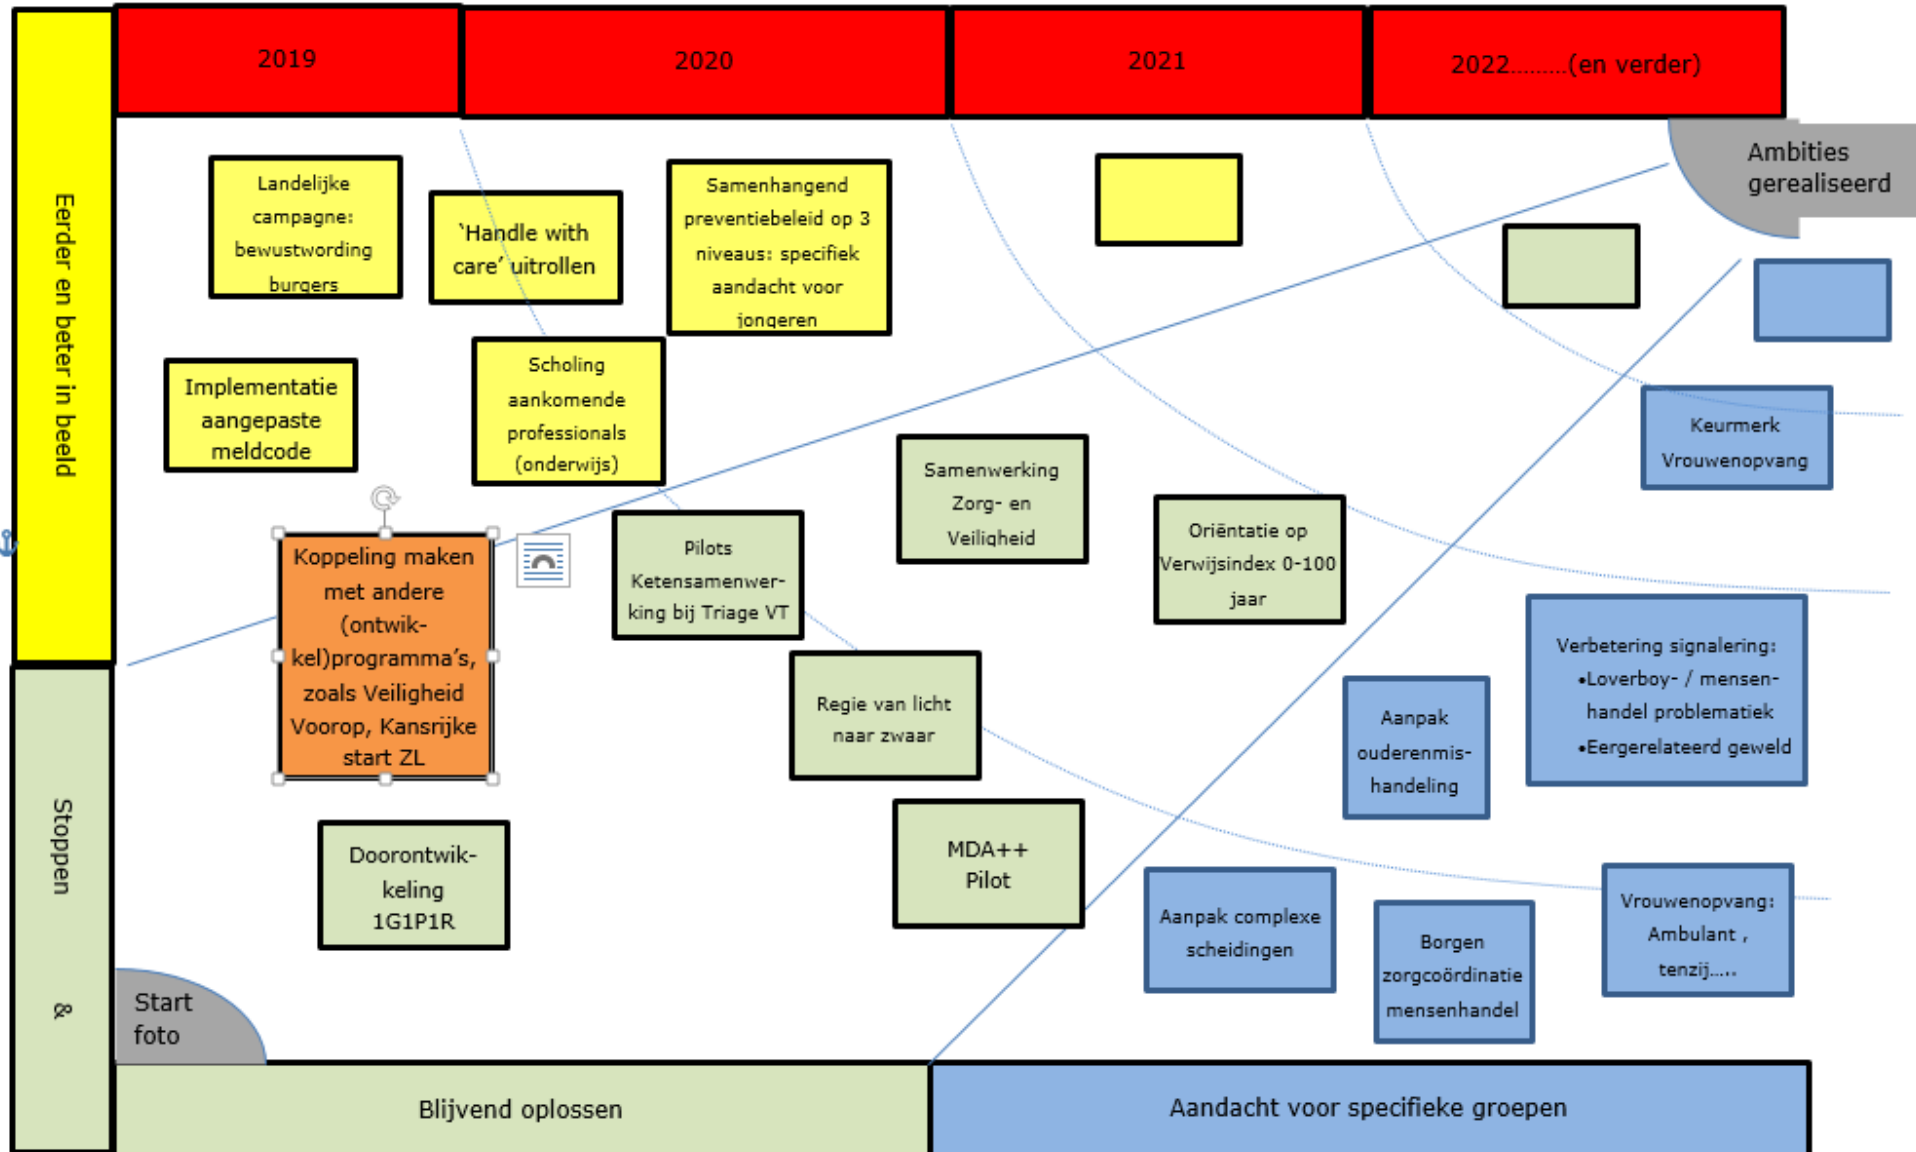 2019
2020
2021
2022.........(en verder)
Eerder en beter in beeld
Stoppen &
Ambities
gerealiseerd
Landelijke
campagne:
bewustwording
burgers
‘Handle with
care’ uitrollen
Samenhangend
preventiebeleid op 3
niveaus: specifiek
aandacht voor
jongeren
Implementatie
aangepaste
meldcode
Scholing
aankomende
professionals
(onderwijs)
Koppeling maken
met andere
(ontwik-
kel)programma’s,
zoals Veiligheid
Voorop, Kansrijke
start ZL
Pilots
Ketensamenwer-
king bij Triage VT
Samenwerking
Zorg- en
Veiligheid
Oriëntatie op
Verwijsindex 0-100
jaar
Keurmerk
Vrouwenopvang
Regie van licht
naar zwaar
Verbetering signalering:
•Loverboy- / mensen-
handel problematiek
•Eergerelateerd geweld
Aanpak
ouderenmis-
handeling
Doorontwik-
keling
1G1P1R
MDA++
Pilot
Aanpak complexe
scheidingen
Borgen
zorgcoördinatie
mensenhandel
Vrouwenopvang:
Ambulant ,
tenzij…..
Start
foto
Blijvend oplossen
Aandacht voor specifieke groepen